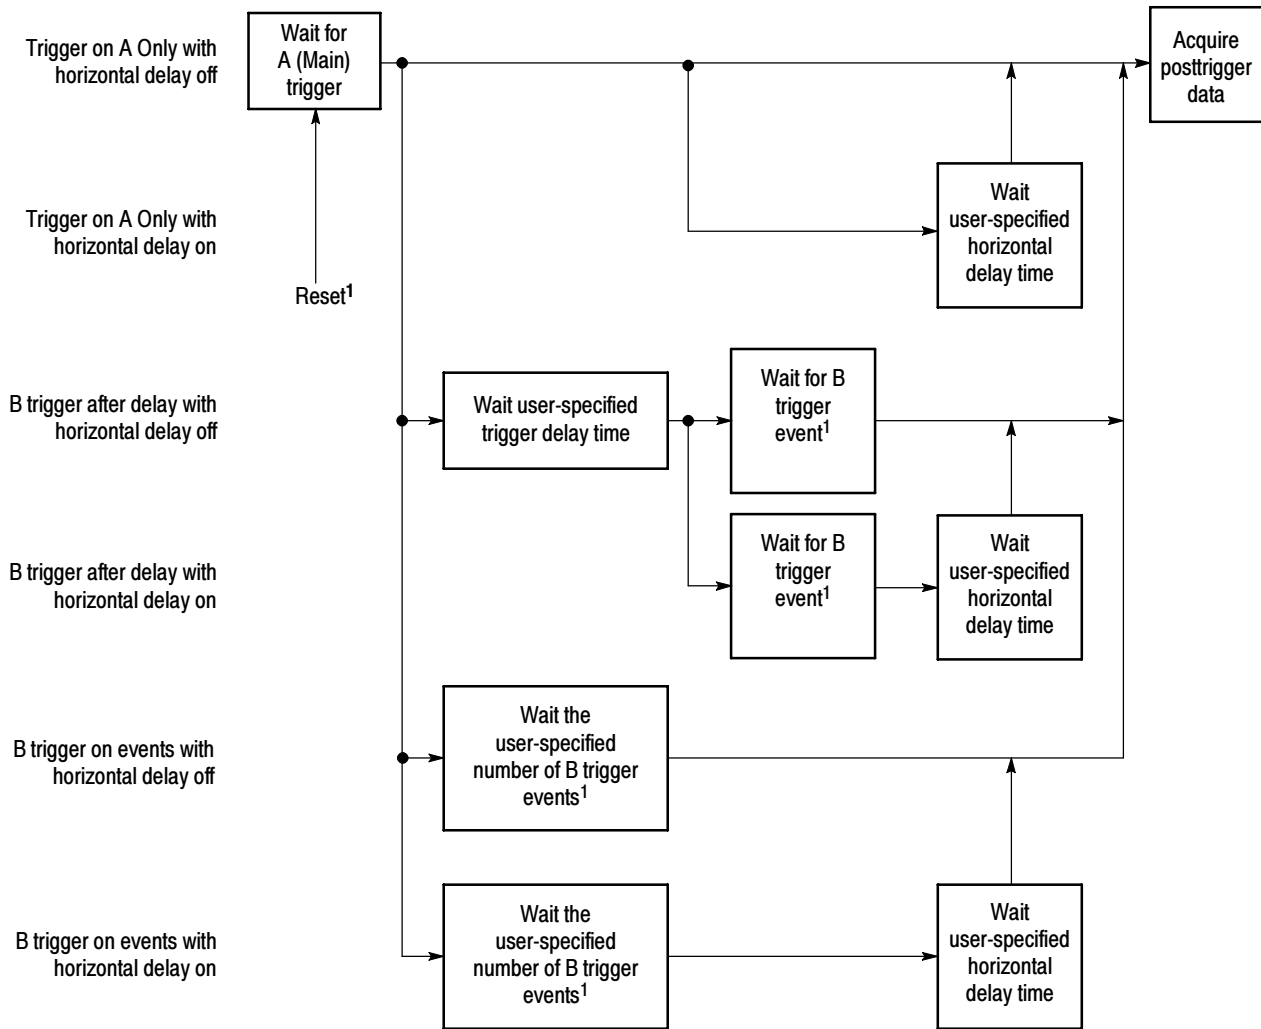 Trigger on A Only with
horizontal delay off
Wait for
A (Main)
trigger
Acquire
posttrigger
data
Trigger on A Only with
horizontal delay on
Reset1
Wait
user-specified
horizontal
delay time
B trigger after delay with
horizontal delay off
Wait user-specified
trigger delay time
Wait for B
trigger
event1
B trigger after delay with
horizontal delay on
Wait for B
trigger
event1
Wait
user-specified
horizontal
delay time
B trigger on events with
horizontal delay off
Wait the
user-specified
number of B trigger
events1
B trigger on events with
horizontal delay on
Wait the
user-specified
number of B trigger
events1
Wait
user-specified
horizontal
delay time